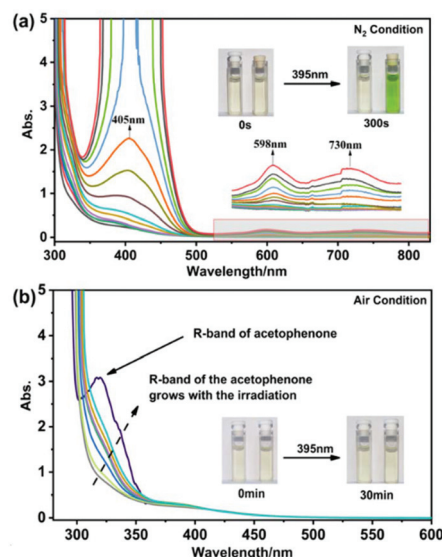 (a)
N₂ Condition
395nm
0s
300s
405nm
598nm
730nm
Abs.
5
4
3
2
1
0
300
400
500
600
700
800
Wavelength/nm
(b)
Air Condition
R-band of acetophenone
R-band of the acetophenone
grows with the irradiation
395nm
0min
30min
Abs.
5
4
3
2
1
0
300
350
400
450
500
550
600
Wavelength/nm